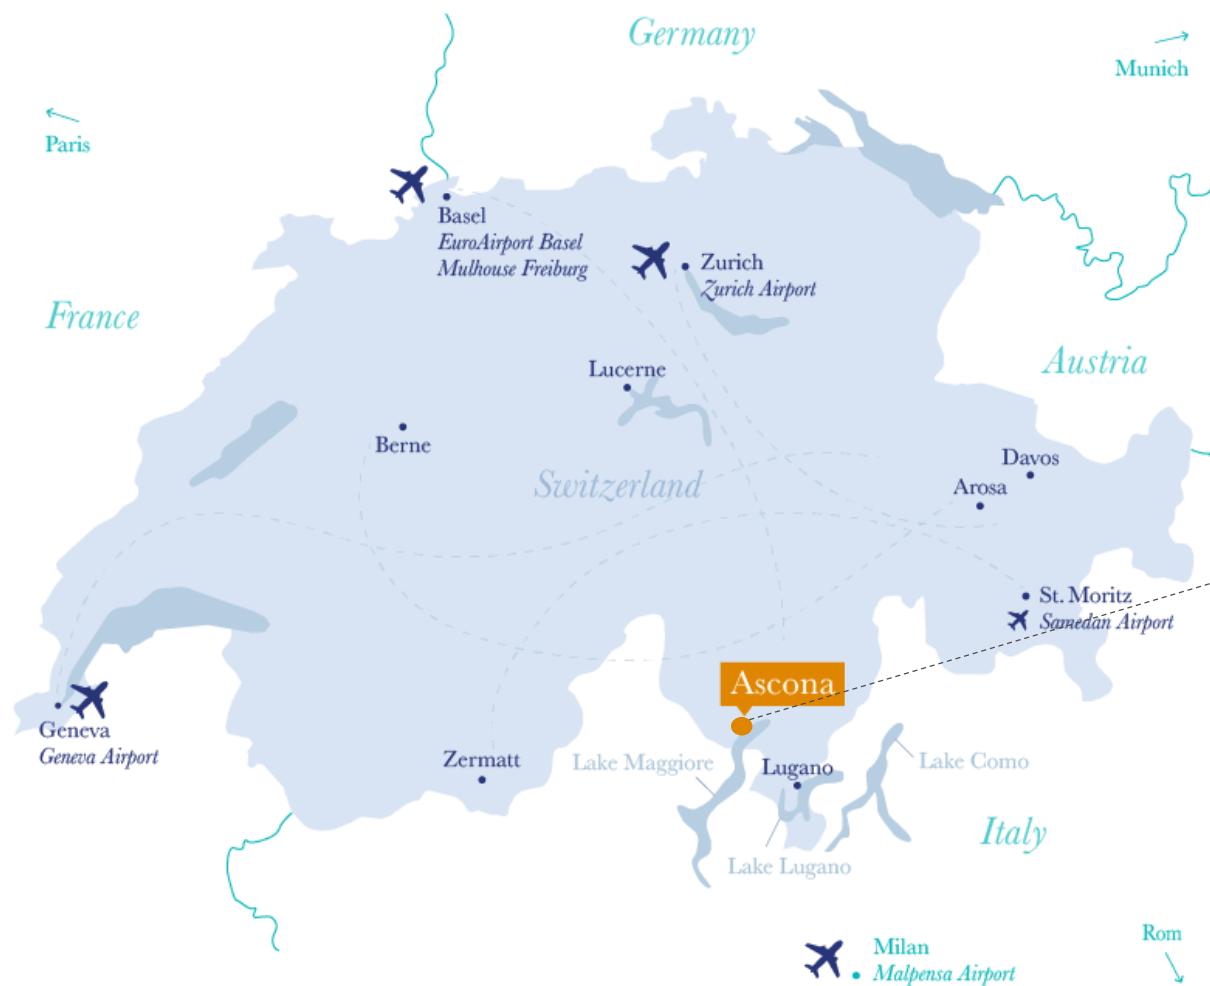 Germany
Munich
Paris
Basel
EuroAirport Basel
Mulhouse Freiburg
Zurich
Zurich Airport
France
Austria
Lucerne
Berne
Switzerland
Davos
Arosa
St. Moritz
Samedan Airport
Ascona
Geneva
Geneva Airport
Zermatt
Lake Maggiore
Lugano
Lake Como
Italy
Lake Lugano
Rom
Milan
Malpensa Airport